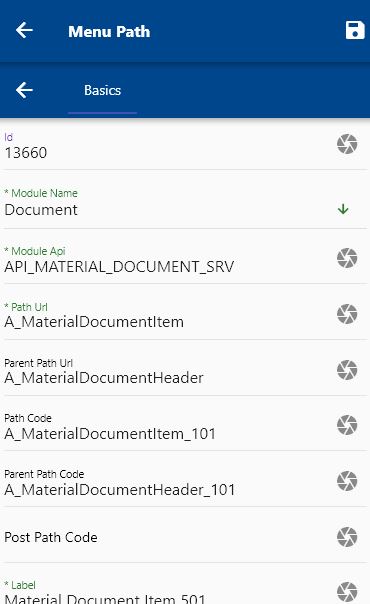 Menu Path
Basics
Id
13660
* Module Name
Document
* Module Api
API_MATERIAL_DOCUMENT_SRV
* Path Url
A_MaterialDocumentItem
Parent Path Url
A_MaterialDocumentHeader
Path Code
A_MaterialDocumentItem_101
Parent Path Code
A_MaterialDocumentHeader_101
Post Path Code
* Label
Material Document Item 501